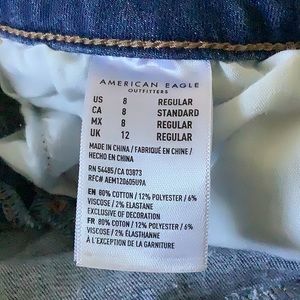 AMERICAN EAGLE
OUTFITTERS
US 8 REGULAR
CA 8 STANDARD
MX 8 REGULAR
UK 12 REGULAR
MADE IN CHINA / FABRIQUÉ EN CHINE /
HECHO EN CHINA
RN 54485/CA 03873
RFC# AEM120605U9A
EN 80% COTTON / 12% POLYESTER / 6%
VISCOSE / 2% ELASTANE
EXCLUSIVE OF DECORATION
FR 80% COTON / 12% POLYESTER / 6%
VISCOSE / 2% ÉLASTHANNE
À L'EXCEPTION DE LA GARNITURE